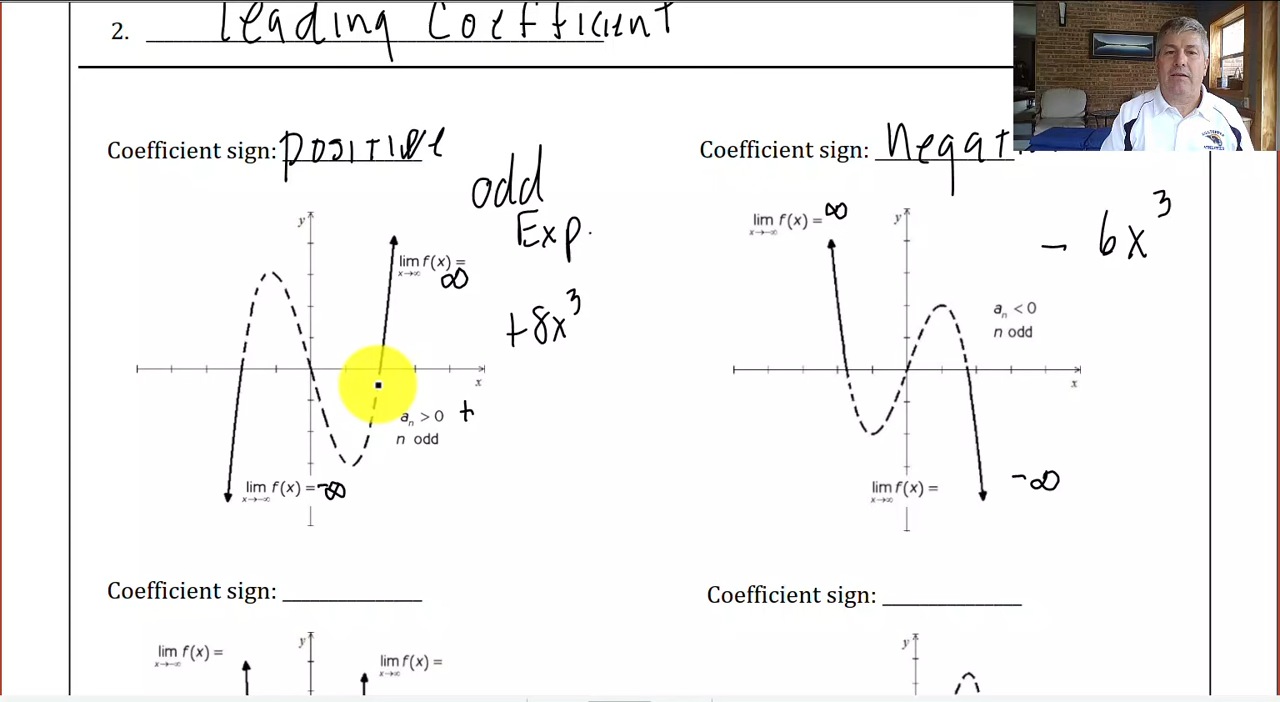 2. leading Coefficient
Coefficient sign: positive
odd
Exp.
+8x³
y
lim f(x) =
x→∞
∞
x
aₙ > 0 +
n odd
lim f(x) = -∞
x→-∞
Coefficient sign: Negat
lim f(x) = ∞
x→-∞
y
- 6x³
aₙ < 0
n odd
x
lim f(x) =
x→∞
-∞
Coefficient sign:
lim f(x) =
x→-∞
y
lim f(x) =
x→∞
Coefficient sign:
y